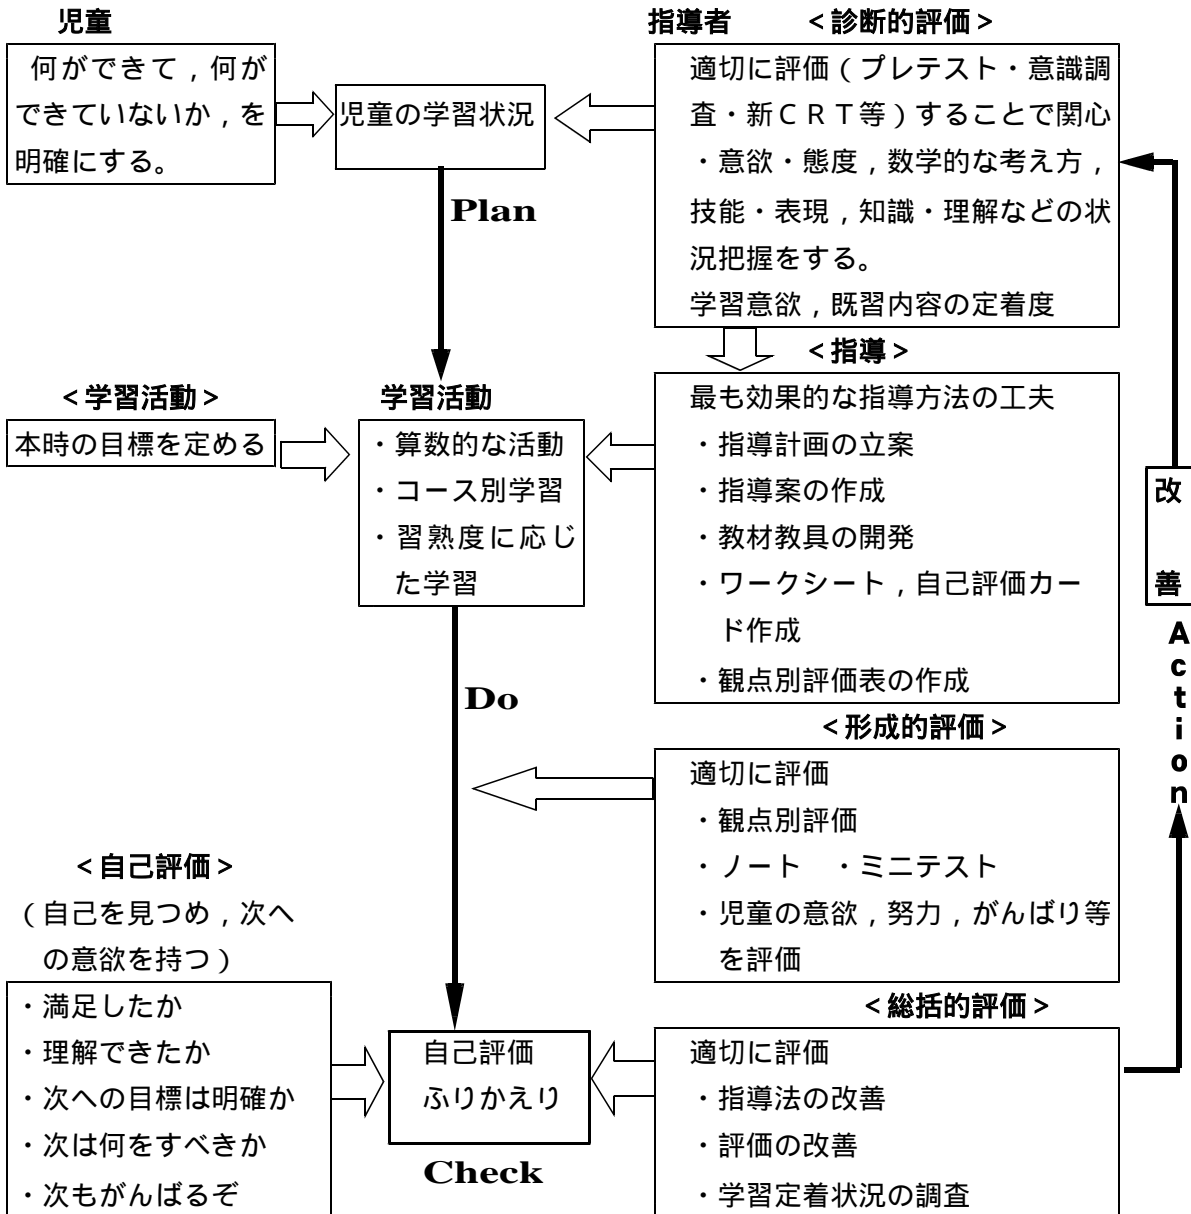 児童
何ができて，何が
できていないか，を
明確にする。
児童の学習状況
指導者　＜診断的評価＞
適切に評価（プレテスト・意識調
査・新ＣＲＴ等）することで関心
・意欲・態度，数学的な考え方，
技能・表現，知識・理解などの状
況把握をする。
学習意欲，既習内容の定着度
Plan
＜学習活動＞
本時の目標を定める
学習活動
・算数的な活動
・コース別学習
・習熟度に応じ
た学習
＜指導＞
最も効果的な指導方法の工夫
・指導計画の立案
・指導案の作成
・教材教具の開発
・ワークシート，自己評価カー
ド作成
・観点別評価表の作成
改善
Action
Do
＜形成的評価＞
適切に評価
・観点別評価
・ノート　・ミニテスト
・児童の意欲，努力，がんばり等
を評価
＜自己評価＞
（自己を見つめ，次へ
の意欲を持つ）
・満足したか
・理解できたか
・次への目標は明確か
・次は何をすべきか
・次もがんばるぞ
自己評価
ふりかえり
Check
＜総括的評価＞
適切に評価
・指導法の改善
・評価の改善
・学習定着状況の調査